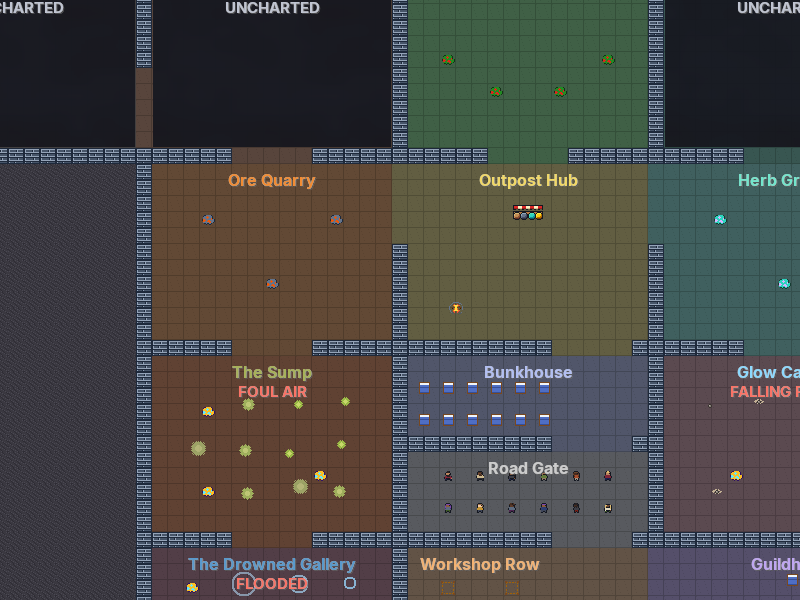 CHARTED
UNCHARTED
UNCHAR
Ore Quarry
Outpost Hub
Herb Gr
The Sump
FOUL AIR
Bunkhouse
Glow Ca
FALLING
Road Gate
The Drowned Gallery
FLOODED
Workshop Row
Guildh